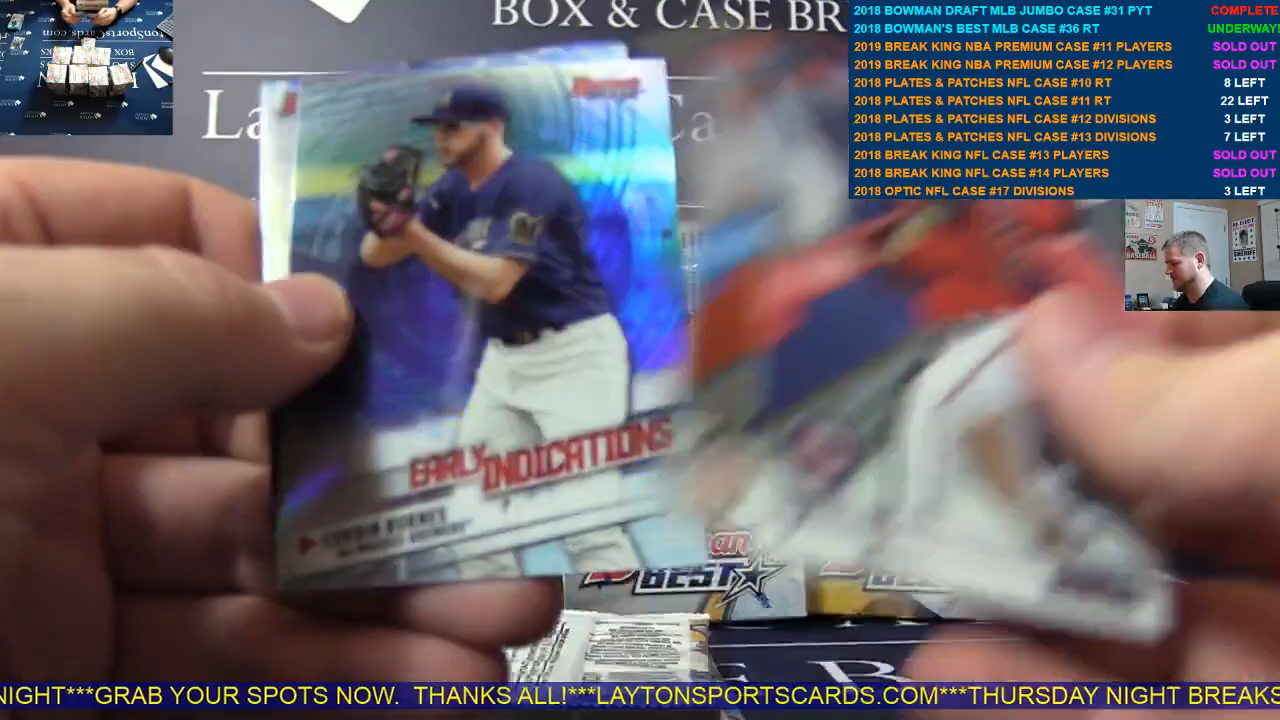 BOX & CASE BR
2018 BOWMAN DRAFT MLB JUMBO CASE #31 PYT COMPLETE
2018 BOWMAN'S BEST MLB CASE #36 RT UNDERWAY!
2019 BREAK KING NBA PREMIUM CASE #11 PLAYERS SOLD OUT
2019 BREAK KING NBA PREMIUM CASE #12 PLAYERS SOLD OUT
2018 PLATES & PATCHES NFL CASE #10 RT 8 LEFT
2018 PLATES & PATCHES NFL CASE #11 RT 22 LEFT
2018 PLATES & PATCHES NFL CASE #12 DIVISIONS 3 LEFT
2018 PLATES & PATCHES NFL CASE #13 DIVISIONS 7 LEFT
2018 BREAK KING NFL CASE #13 PLAYERS SOLD OUT
2018 BREAK KING NFL CASE #14 PLAYERS SOLD OUT
2018 OPTIC NFL CASE #17 DIVISIONS 3 LEFT
La
Ca
EARLY INDICATIONS
CORBIN BURNES
MILWAUKEE BREWERS
BEST
NIGHT***GRAB YOUR SPOTS NOW. THANKS ALL!***LAYTONSPORTSCARDS.COM***THURSDAY NIGHT BREAKS